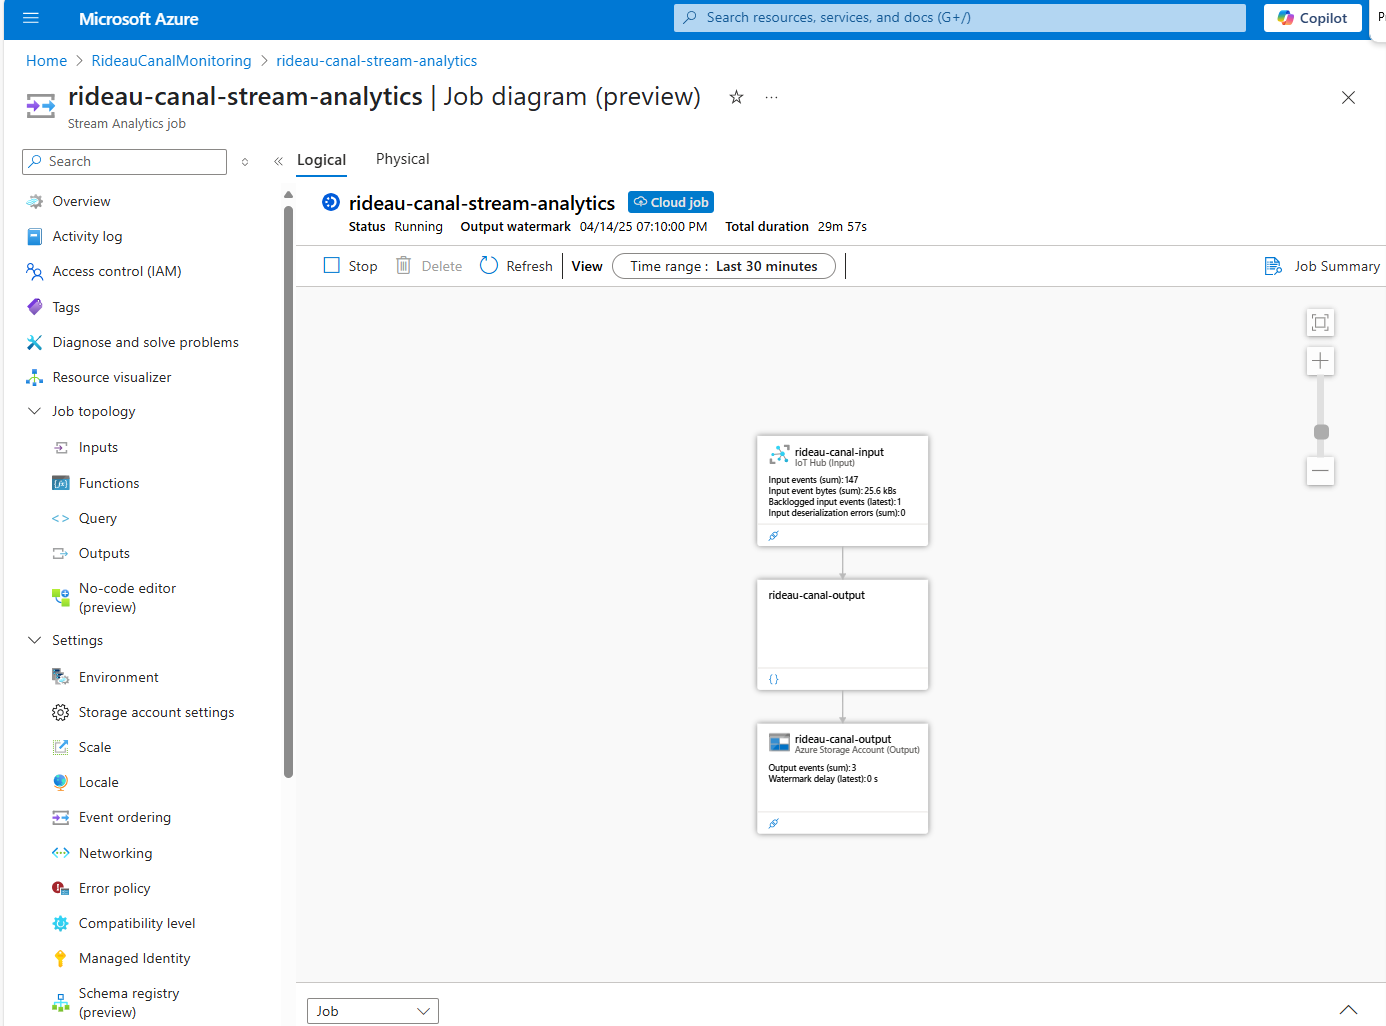 Microsoft Azure
Search resources, services, and docs (G+/)
Copilot
P
Home > RideauCanalMonitoring > rideau-canal-stream-analytics
rideau-canal-stream-analytics | Job diagram (preview)
Stream Analytics job
Search
Logical
Physical
Overview
Activity log
Access control (IAM)
Tags
Diagnose and solve problems
Resource visualizer
Job topology
Inputs
Functions
Query
Outputs
No-code editor
(preview)
Settings
Environment
Storage account settings
Scale
Locale
Event ordering
Networking
Error policy
Compatibility level
Managed Identity
Schema registry
(preview)
rideau-canal-stream-analytics
Cloud job
Status Running Output watermark 04/14/25 07:10:00 PM Total duration 29m 57s
Stop
Delete
Refresh
View
Time range : Last 30 minutes
Job Summary
rideau-canal-input
IoT Hub (Input)
Input events (sum): 147
Input event bytes (sum): 25.6 kBs
Backlogged input events (latest): 1
Input deserialization errors (sum): 0
rideau-canal-output
{}
rideau-canal-output
Azure Storage Account (Output)
Output events (sum): 3
Watermark delay (latest): 0 s
Job